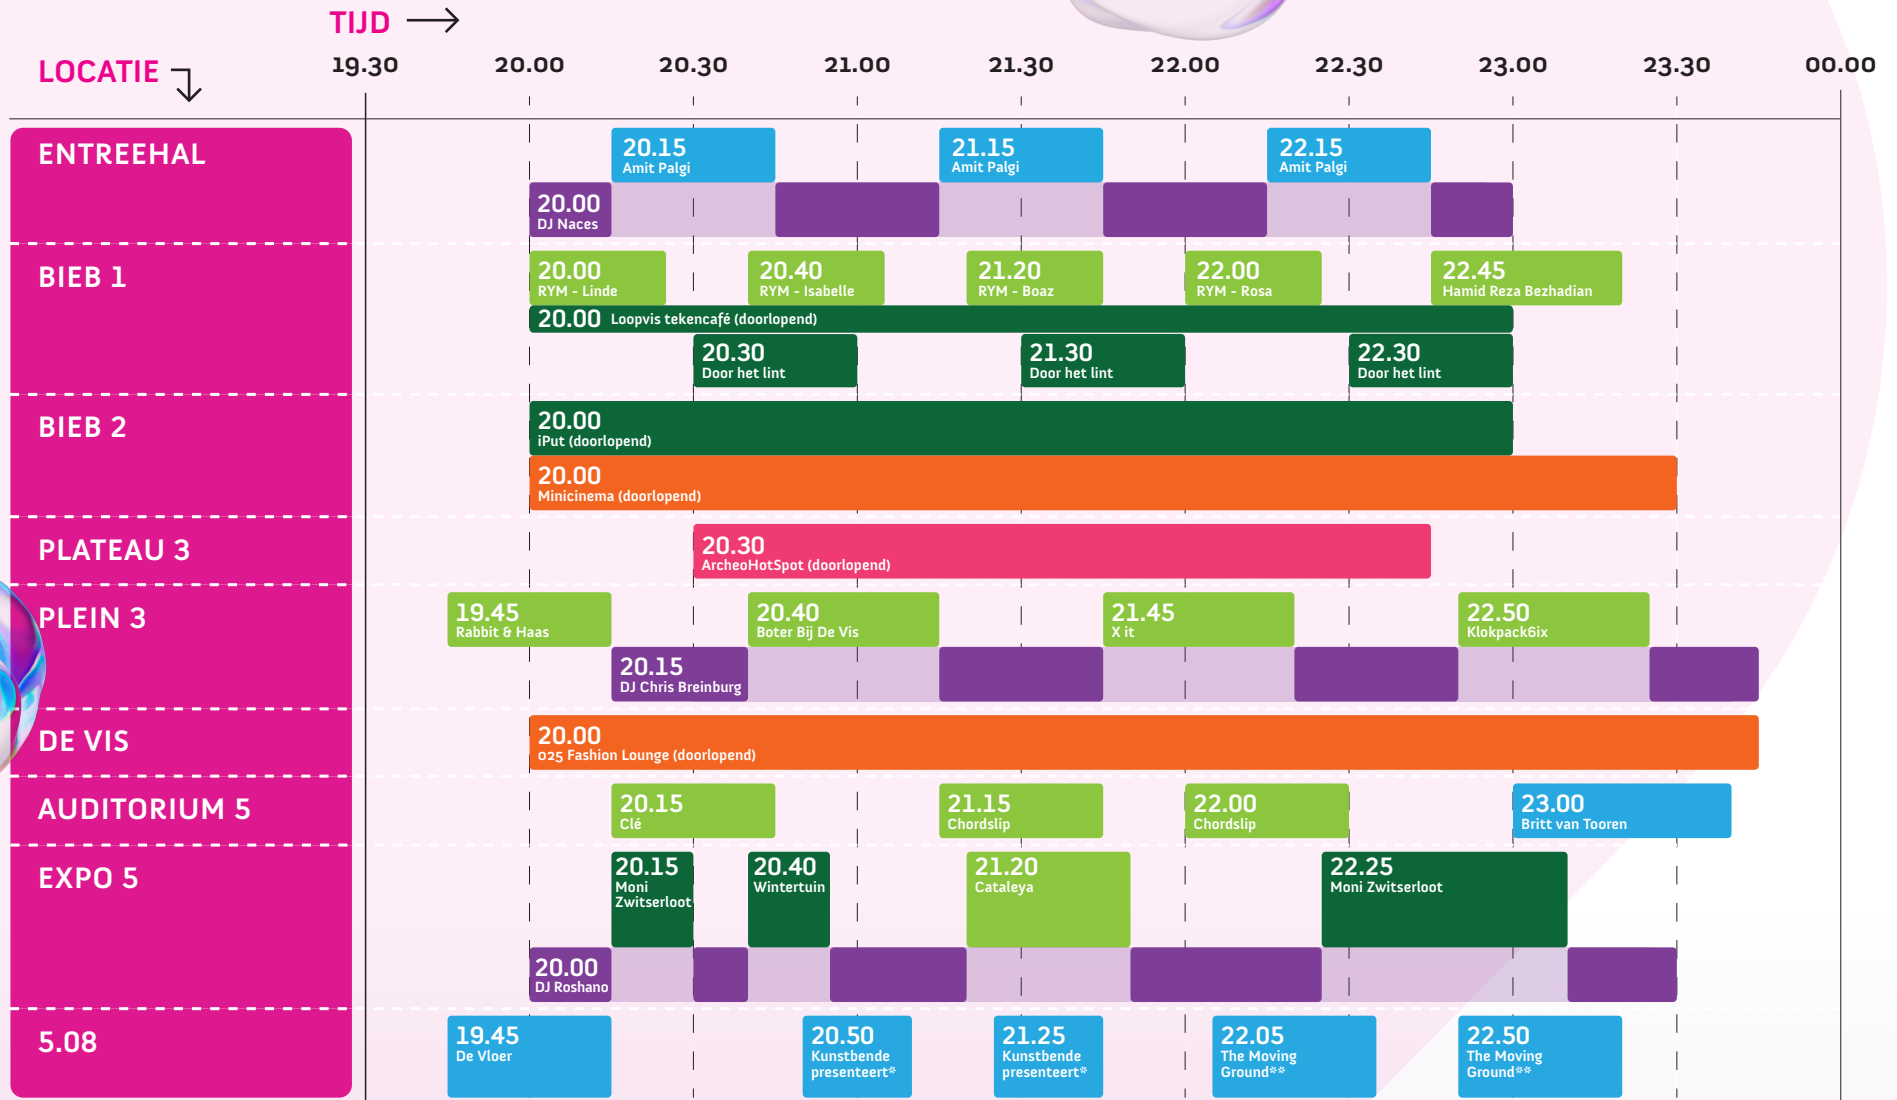 TIJD
LOCATIE
19.30 20.00 20.30 21.00 21.30 22.00 22.30 23.00 23.30 00.00
ENTREEHAL
20.15
Amit Palgi
21.15
Amit Palgi
22.15
Amit Palgi
20.00
DJ Naces
BIEB 1
20.00
RYM - Linde
20.40
RYM - Isabelle
21.20
RYM - Boaz
22.00
RYM - Rosa
22.45
Hamid Reza Bezhadian
20.00 Loopvis tekencafé (doorlopend)
20.30
Door het lint
21.30
Door het lint
22.30
Door het lint
BIEB 2
20.00
iPut (doorlopend)
20.00
Minicinema (doorlopend)
PLATEAU 3
20.30
ArcheoHotSpot (doorlopend)
PLEIN 3
19.45
Rabbit & Haas
20.40
Boter Bij De Vis
21.45
X it
22.50
Klokpack6ix
20.15
DJ Chris Breinburg
DE VIS
20.00
025 Fashion Lounge (doorlopend)
AUDITORIUM 5
20.15
Clé
21.15
Chordslip
22.00
Chordslip
23.00
Britt van Tooren
EXPO 5
20.15
Moni
Zwitserloot
20.40
Wintertuin
21.20
Cataleya
22.25
Moni Zwitserloot
20.00
DJ Roshano
5.08
19.45
De Vloer
20.50
Kunstbende
presenteert*
21.25
Kunstbende
presenteert*
22.05
The Moving
Ground**
22.50
The Moving
Ground**